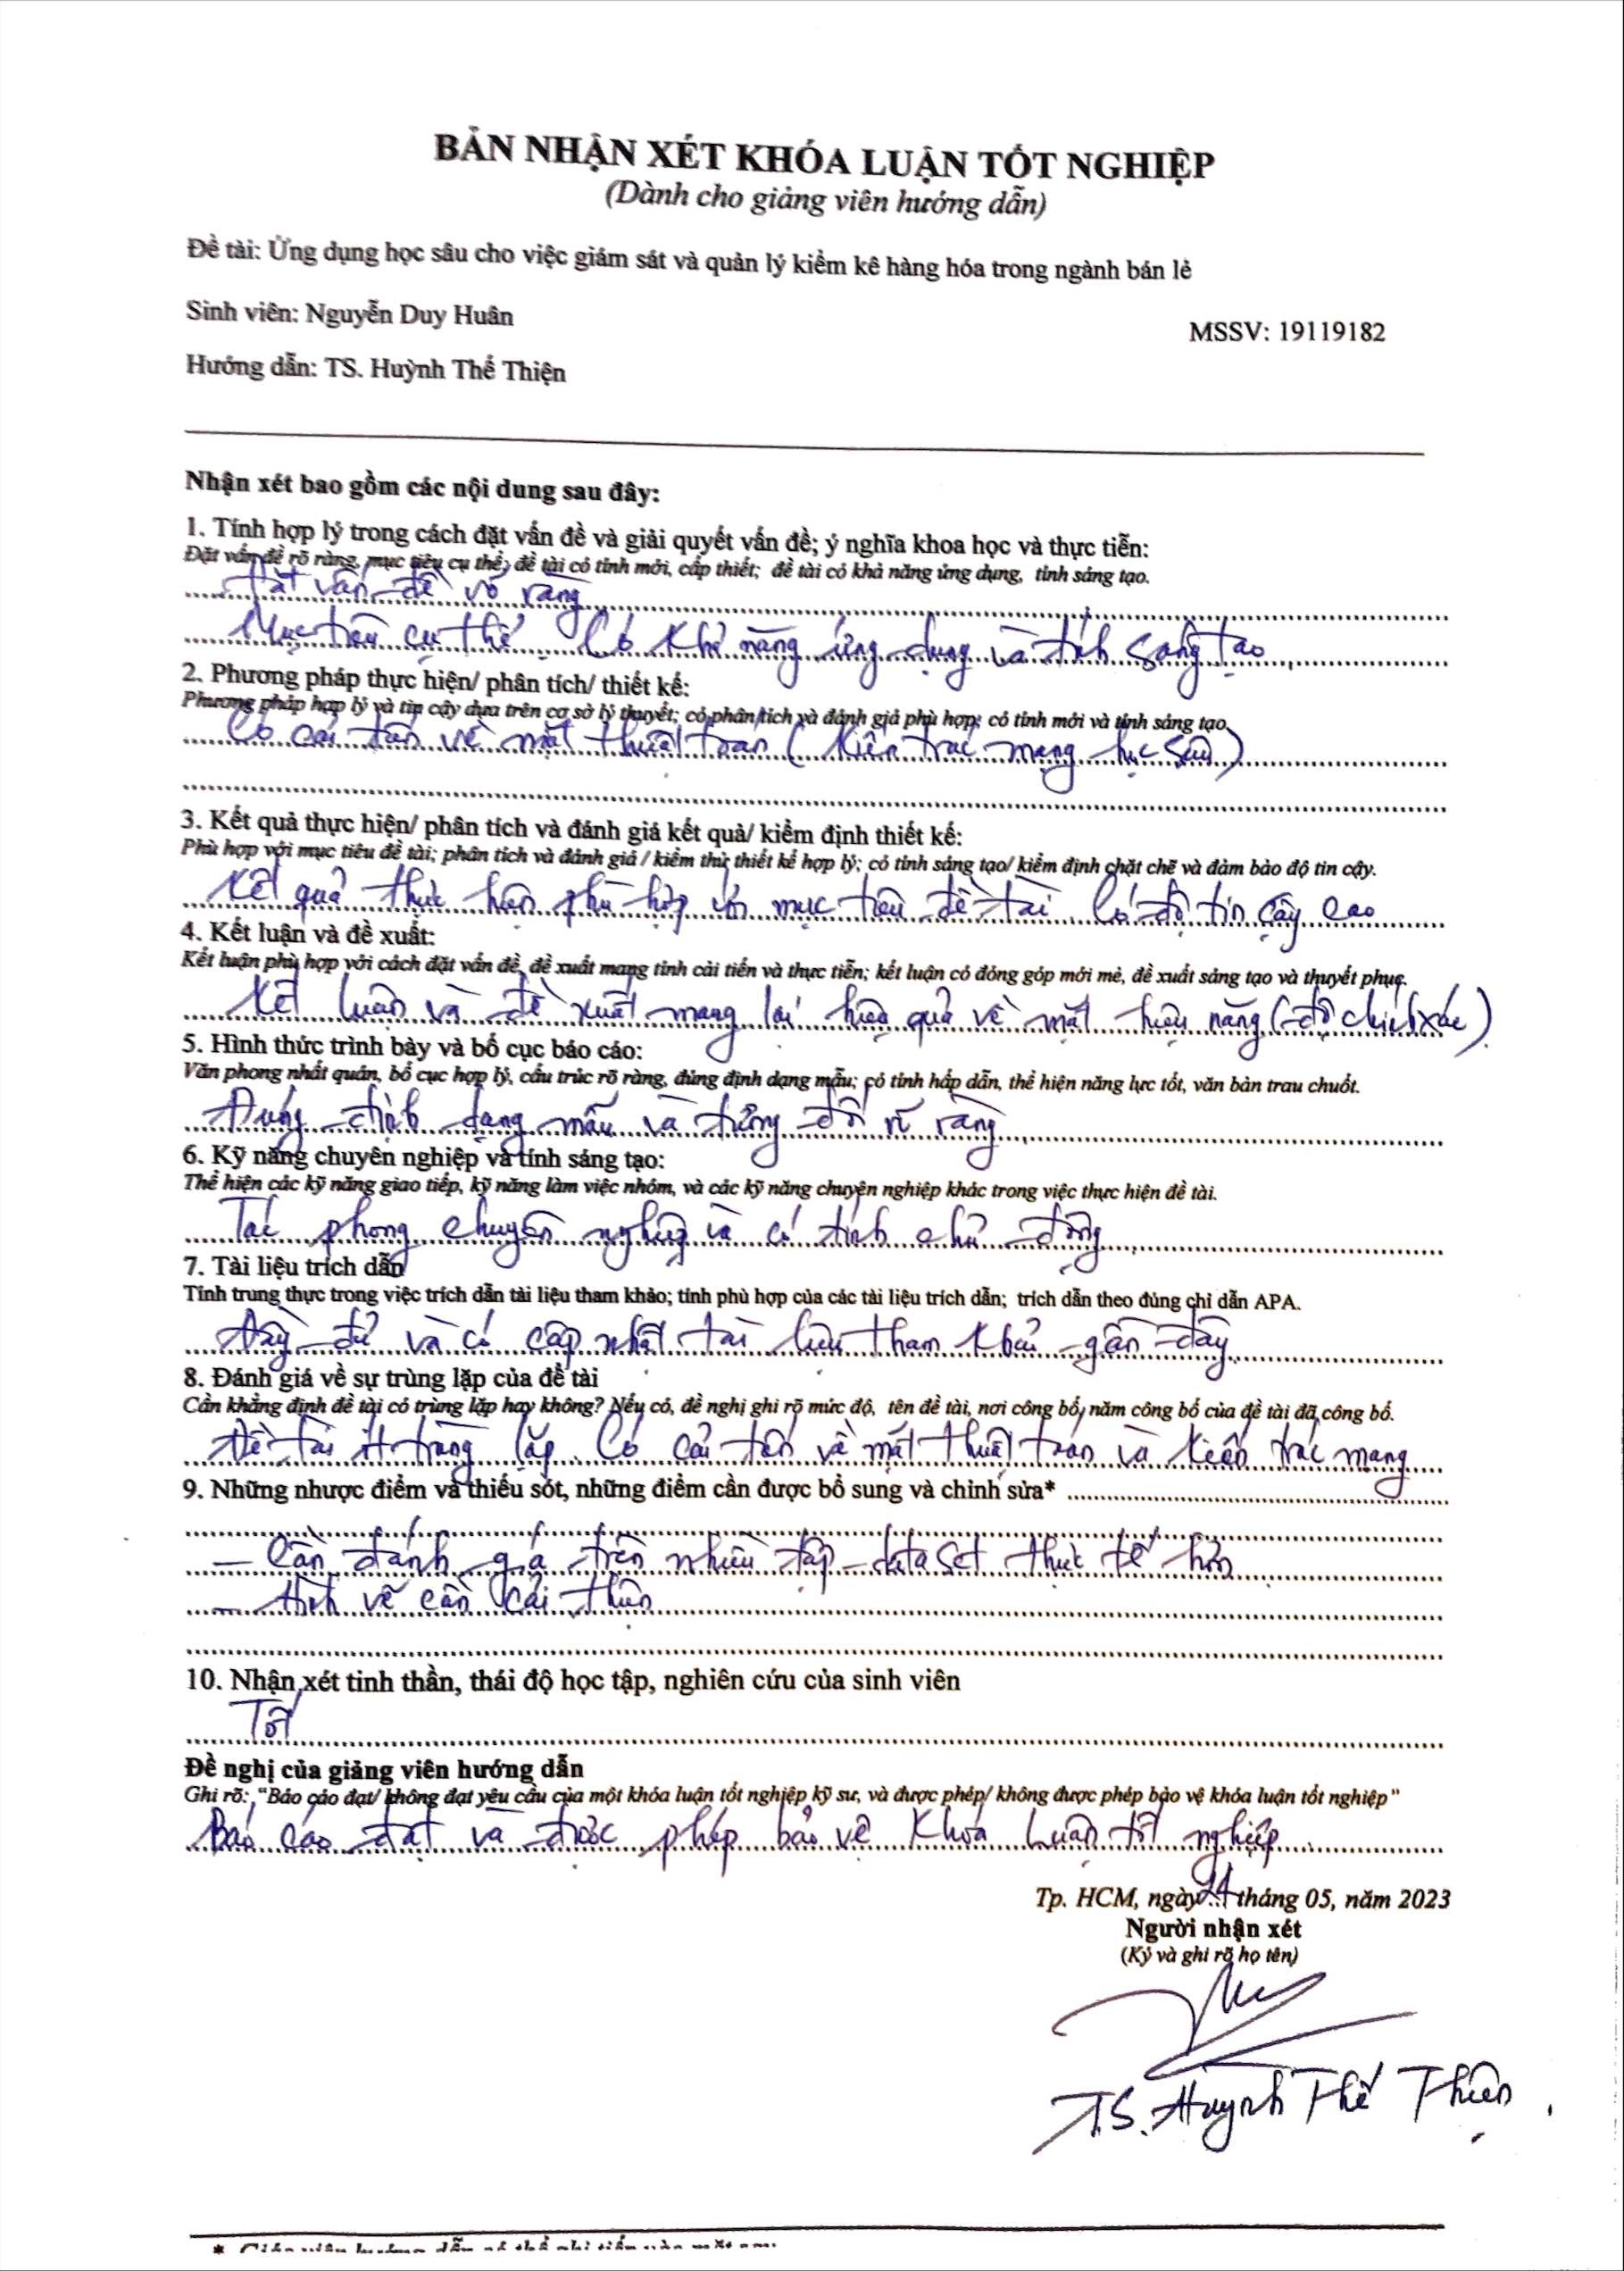 BẢN NHẬN XÉT KHÓA LUẬN TỐT NGHIỆP
(Dành cho giảng viên hướng dẫn)
Đề tài: Ứng dụng học sâu cho việc giám sát và quản lý kiểm kê hàng hóa trong ngành bán lẻ
Sinh viên: Nguyễn Duy Huân
MSSV: 19119182
Hướng dẫn: TS. Huỳnh Thế Thiện
Nhận xét bao gồm các nội dung sau đây:
1. Tính hợp lý trong cách đặt vấn đề và giải quyết vấn đề; ý nghĩa khoa học và thực tiễn:
Đặt vấn đề rõ ràng, mục tiêu cụ thể; đề tài có tính mới, cấp thiết; đề tài có khả năng ứng dụng, tính sáng tạo.
Đặt vấn đề rõ ràng
Mục tiêu cụ thể. Có khả năng ứng dụng và tính sáng tạo.
2. Phương pháp thực hiện/ phân tích/ thiết kế:
Phương pháp hợp lý và tin cậy dựa trên cơ sở lý thuyết; có phân tích và đánh giá phù hợp; có tính mới và tính sáng tạo.
Có cải tiến về mặt thuật toán (Kiến trúc mạng học sâu)
3. Kết quả thực hiện/ phân tích và đánh giá kết quả/ kiểm định thiết kế:
Phù hợp với mục tiêu đề tài; phân tích và đánh giá / kiểm thử thiết kế hợp lý; có tính sáng tạo/ kiểm định chặt chẽ và đảm bảo độ tin cậy.
Kết quả thực hiện phù hợp với mục tiêu đề tài. Có độ tin cậy cao
4. Kết luận và đề xuất:
Kết luận phù hợp với cách đặt vấn đề, đề xuất mang tính cải tiến và thực tiễn; kết luận có đóng góp mới mẻ, đề xuất sáng tạo và thuyết phục.
Kết luận và đề xuất mang lại hiệu quả về mặt hiệu năng (độ chính xác).
5. Hình thức trình bày và bố cục báo cáo:
Văn phong nhất quán, bố cục hợp lý, cấu trúc rõ ràng, đúng định dạng mẫu; có tính hấp dẫn, thể hiện năng lực tốt, văn bản trau chuốt.
Đúng định dạng mẫu và tương đối rõ ràng.
6. Kỹ năng chuyên nghiệp và tính sáng tạo:
Thể hiện các kỹ năng giao tiếp, kỹ năng làm việc nhóm, và các kỹ năng chuyên nghiệp khác trong việc thực hiện đề tài.
Tác phong chuyên nghiệp và có tính chủ động.
7. Tài liệu trích dẫn
Tính trung thực trong việc trích dẫn tài liệu tham khảo; tính phù hợp của các tài liệu trích dẫn; trích dẫn theo đúng chỉ dẫn APA.
Đầy đủ và có cập nhật tài liệu tham khảo gần đây
8. Đánh giá về sự trùng lặp của đề tài
Cần khẳng định đề tài có trùng lặp hay không? Nếu có, đề nghị ghi rõ mức độ, tên đề tài, nơi công bố, năm công bố của đề tài đã công bố.
Đề tài ít trùng lặp. Có cải tiến về mặt thuật toán và kiến trúc mạng
9. Những nhược điểm và thiếu sót, những điểm cần được bổ sung và chỉnh sửa*
– Cần đánh giá trên nhiều tập dataset thực tế hơn
– Hình vẽ cần cải thiện
10. Nhận xét tinh thần, thái độ học tập, nghiên cứu của sinh viên
Tốt
Đề nghị của giảng viên hướng dẫn
Ghi rõ: "Báo cáo đạt/ không đạt yêu cầu của một khóa luận tốt nghiệp kỹ sư, và được phép/ không được phép bảo vệ khóa luận tốt nghiệp"
Báo cáo đạt và được phép bảo vệ Khóa Luận tốt nghiệp.
Tp. HCM, ngày 24 tháng 05, năm 2023
Người nhận xét
(Ký và ghi rõ họ tên)
TS. Huỳnh Thế Thiện